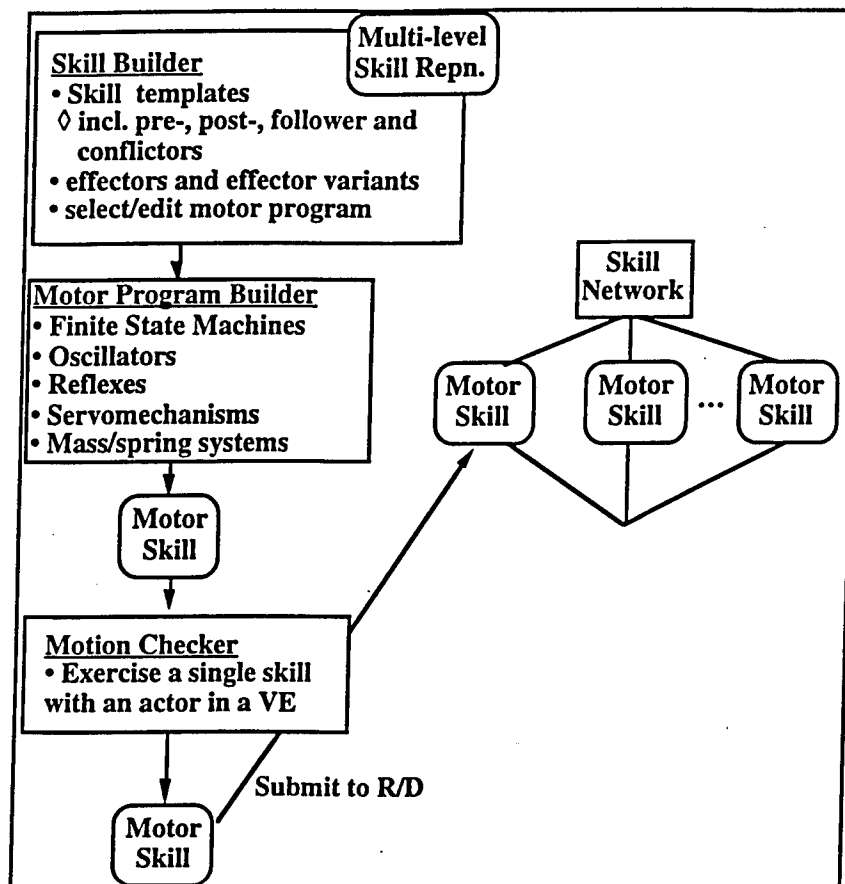 Multi-level
Skill Repn.
Skill Builder
• Skill templates
◊ incl. pre-, post-, follower and
conflictors
• effectors and effector variants
• select/edit motor program
Motor Program Builder
• Finite State Machines
• Oscillators
• Reflexes
• Servomechanisms
• Mass/spring systems
Motor
Skill
Motion Checker
• Exercise a single skill
with an actor in a VE
Motor
Skill
Submit to R/D
Skill
Network
Motor
Skill
Motor
Skill
...
Motor
Skill